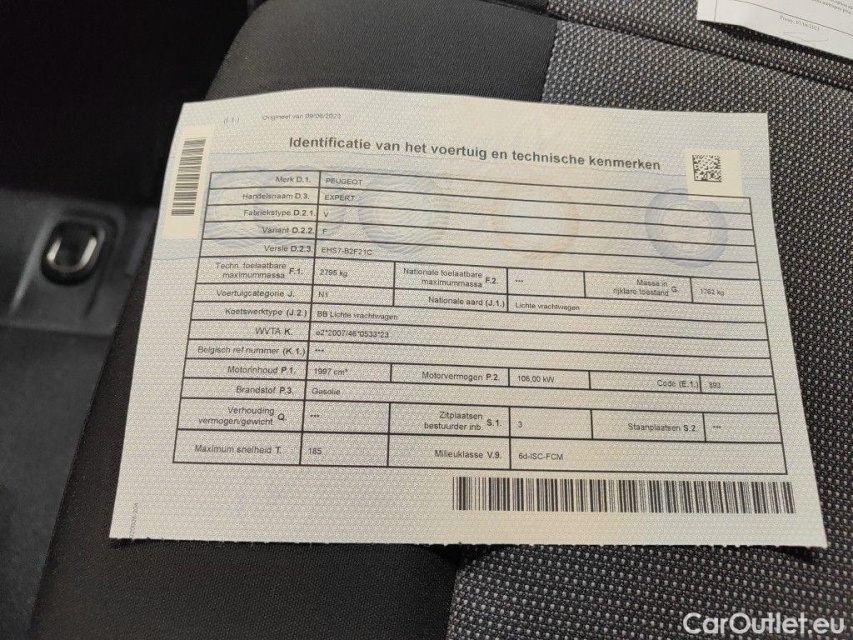 (I.1.) Origineel van 09/06/2023
Identificatie van het voertuig en technische kenmerken
Merk D.1. PEUGEOT
Handelsnaam D.3. EXPERT
Fabriekstype D.2.1. V
Variant D.2.2. F
Versie D.2.3. EHS7-B2F21C
Techn. toelaatbare maximummassa F.1. 2795 kg Nationale toelaatbare maximummassa F.2. *** Massa in rijklare toestand G. 1762 kg
Voertuigcategorie J. N1 Nationale aard (J.1.) Lichte vrachtwagen
Koetswerktype (J.2.) BB Lichte vrachtwagen
WVTA K. e2*2007/46*0533*23
Belgisch ref nummer (K.1.) ***
Motorinhoud P.1. 1997 cm³ Motorvermogen P.2. 106,00 kW Code (E.1.) 893
Brandstof P.3. Gasolie
Verhouding vermogen/gewicht Q. *** Zitplaatsen bestuurder inb. S.1. 3 Staanplaatsen S.2. ***
Maximum snelheid T. 185 Milieuklasse V.9. 6d-ISC-FCM
CarOutlet.eu